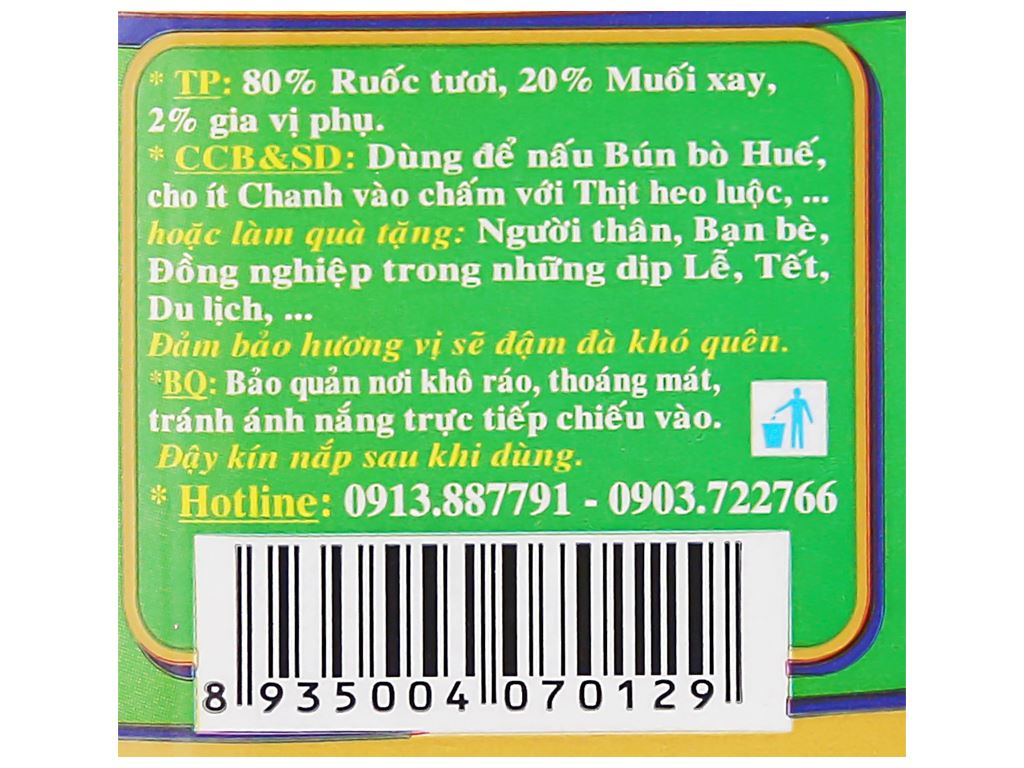 * TP: 80% Ruốc tươi, 20% Muối xay,
2% gia vị phụ.
* CCB&SD: Dùng để nấu Bún bò Huế,
cho ít Chanh vào chấm với Thịt heo luộc, ...
hoặc làm quà tặng: Người thân, Bạn bè,
Đồng nghiệp trong những dịp Lễ, Tết,
Du lịch, ...
Đảm bảo hương vị sẽ đậm đà khó quên.
*BQ: Bảo quản nơi khô ráo, thoáng mát,
tránh ánh nắng trực tiếp chiếu vào.
Đậy kín nắp sau khi dùng.
* Hotline: 0913.887791 - 0903.722766
8 935004 070129